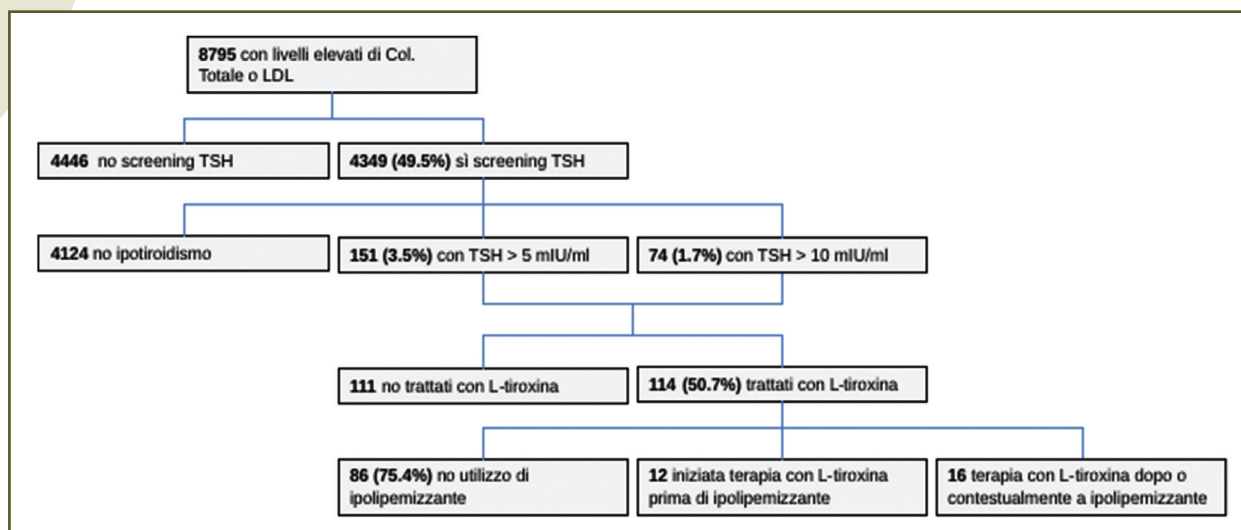 8795 con livelli elevati di Col.
Totale o LDL
4446 no screening TSH
4349 (49.5%) sì screening TSH
4124 no ipotiroidismo
151 (3.5%) con TSH > 5 mIU/ml
74 (1.7%) con TSH > 10 mIU/ml
111 no trattati con L-tiroxina
114 (50.7%) trattati con L-tiroxina
86 (75.4%) no utilizzo di
ipolipemizzante
12 iniziata terapia con L-tiroxina
prima di ipolipemizzante
16 terapia con L-tiroxina dopo o
contestualmente a ipolipemizzante